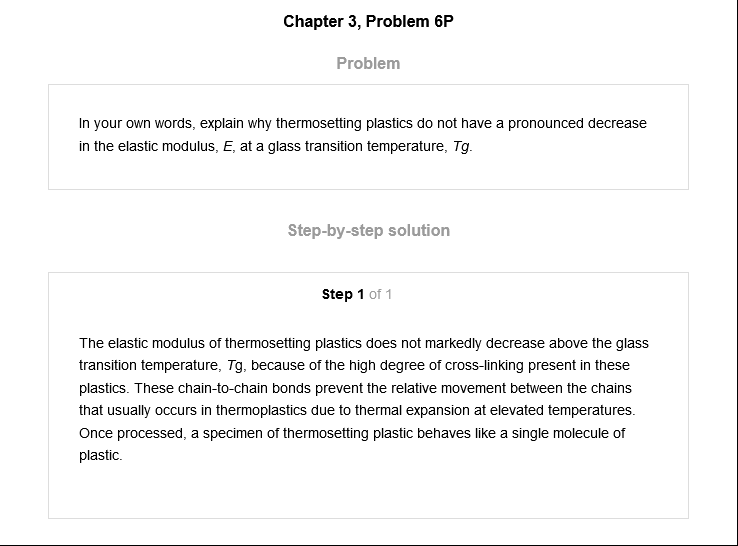 Chapter 3, Problem 6P
Problem
In your own words, explain why thermosetting plastics do not have a pronounced decrease
in the elastic modulus, E, at a glass transition temperature, Tg.
Step-by-step solution
Step 1 of 1
The elastic modulus of thermosetting plastics does not markedly decrease above the glass
transition temperature, Tg, because of the high degree of cross-linking present in these
plastics. These chain-to-chain bonds prevent the relative movement between the chains
that usually occurs in thermoplastics due to thermal expansion at elevated temperatures.
Once processed, a specimen of thermosetting plastic behaves like a single molecule of
plastic.